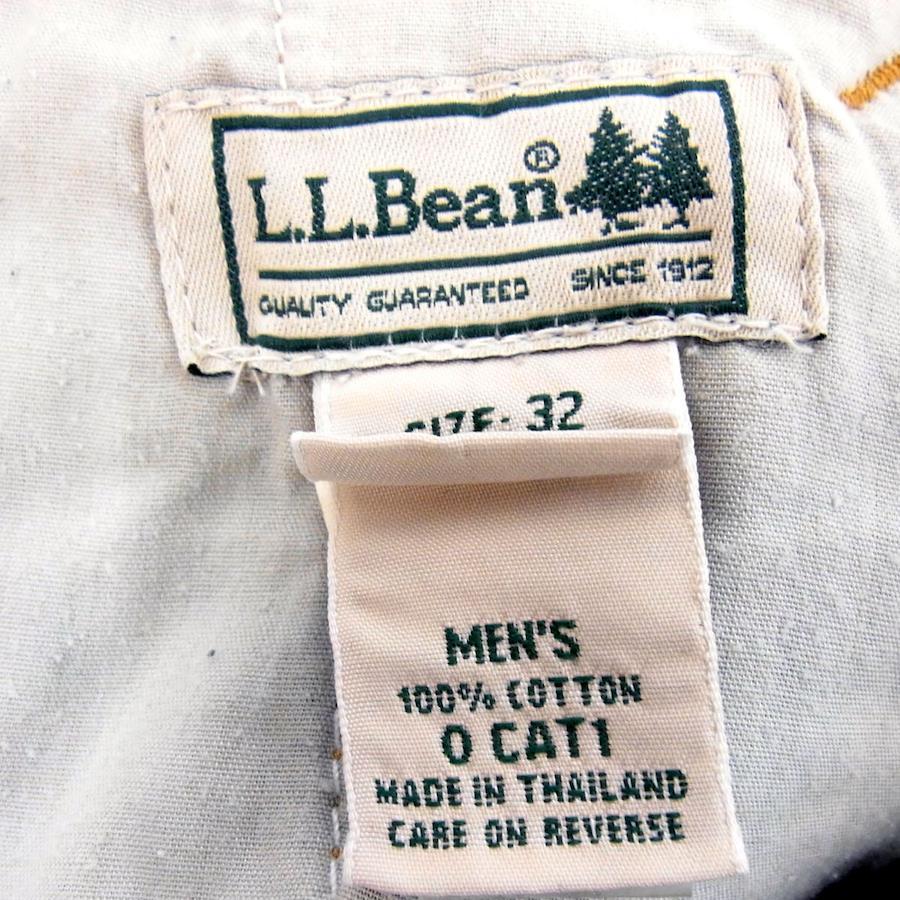 L.L.Bean®
QUALITY GUARANTEED SINCE 1912
SIZE: 32
MEN'S
100% COTTON
0 CAT1
MADE IN THAILAND
CARE ON REVERSE